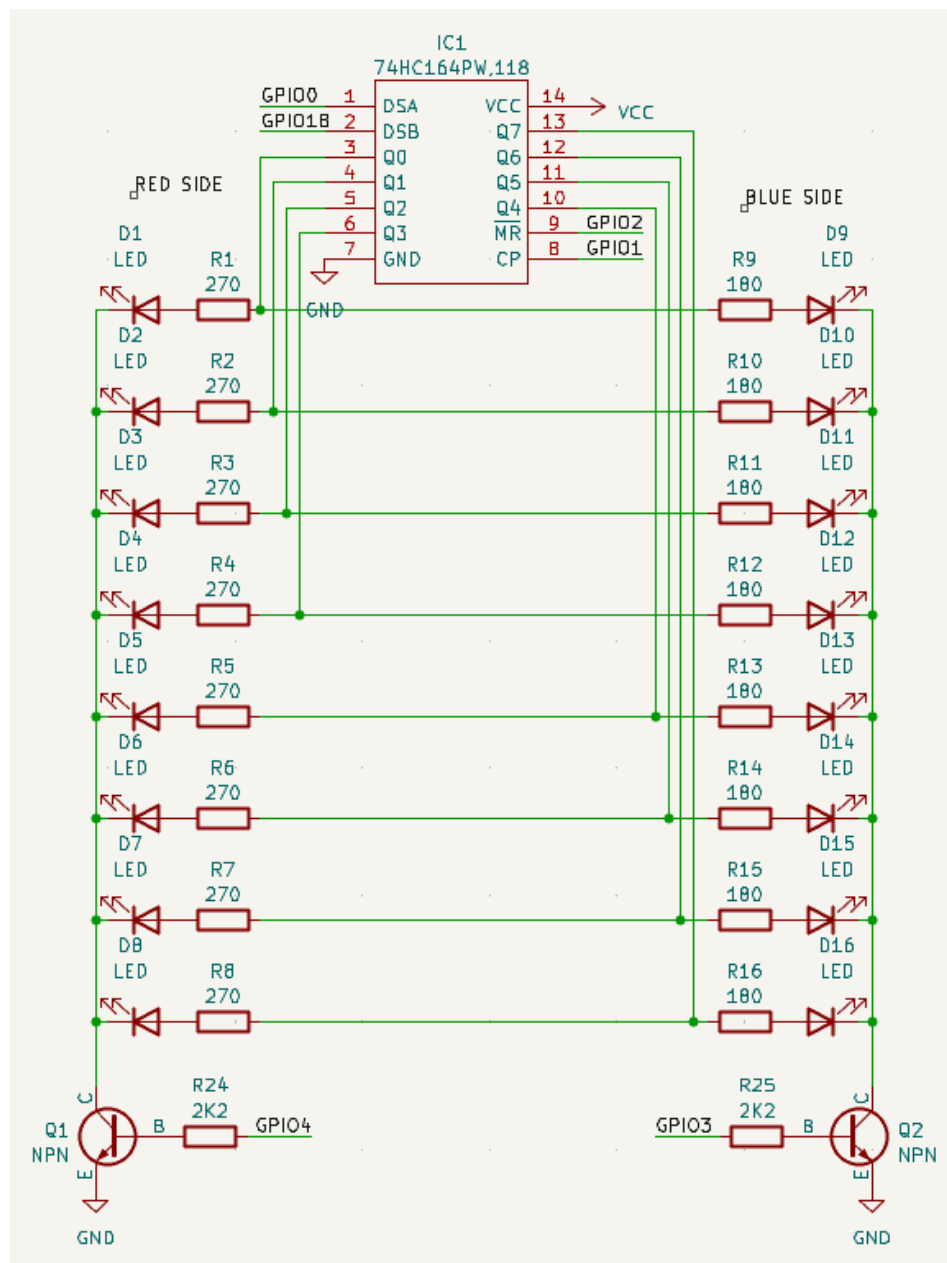 IC1
74HC164PW,118
GPIO0 1 DSA VCC 14 VCC
GPIO18 2 DSB Q7 13
3 Q0 Q6 12
4 Q1 Q5 11
5 Q2 Q4 10
6 Q3 MR 9 GPIO2
7 GND CP 8 GPIO1
GND
RED SIDE
BLUE SIDE
D1 D9
LED R1 R9 LED
270 180
D2 D10
LED R2 R10 LED
270 180
D3 D11
LED R3 R11 LED
270 180
D4 D12
LED R4 R12 LED
270 180
D5 D13
LED R5 R13 LED
270 180
D6 D14
LED R6 R14 LED
270 180
D7 D15
LED R7 R15 LED
270 180
D8 D16
LED R8 R16 LED
270 180
R24 R25
C 2K2 2K2 C
Q1 B GPIO4 GPIO3 B Q2
NPN NPN
E E
GND GND